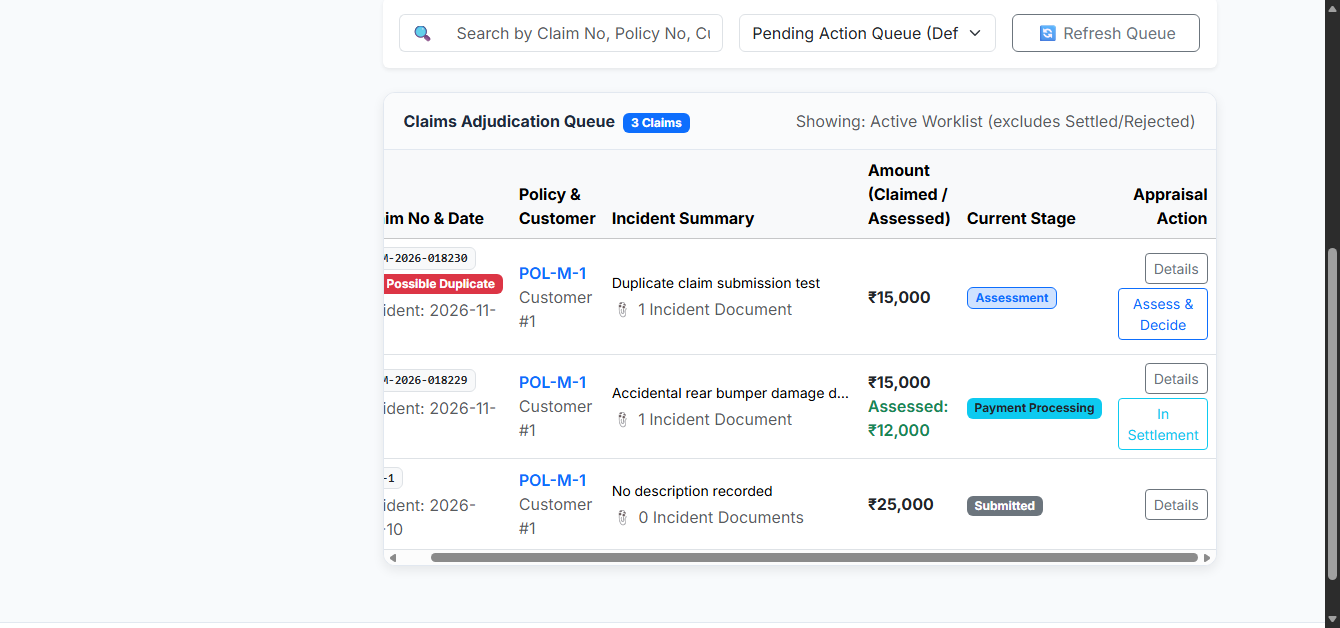 Search by Claim No, Policy No, Cu
Pending Action Queue (Def
Refresh Queue
Claims Adjudication Queue 3 Claims
Showing: Active Worklist (excludes Settled/Rejected)
im No & Date
Policy & Customer
Incident Summary
Amount (Claimed / Assessed)
Current Stage
Appraisal Action
M-2026-018230
Possible Duplicate
ident: 2026-11-
POL-M-1
Customer #1
Duplicate claim submission test
1 Incident Document
₹15,000
Assessment
Details
Assess & Decide
M-2026-018229
ident: 2026-11-
POL-M-1
Customer #1
Accidental rear bumper damage d...
1 Incident Document
₹15,000
Assessed: ₹12,000
Payment Processing
Details
In Settlement
-1
ident: 2026-
-10
POL-M-1
Customer #1
No description recorded
0 Incident Documents
₹25,000
Submitted
Details